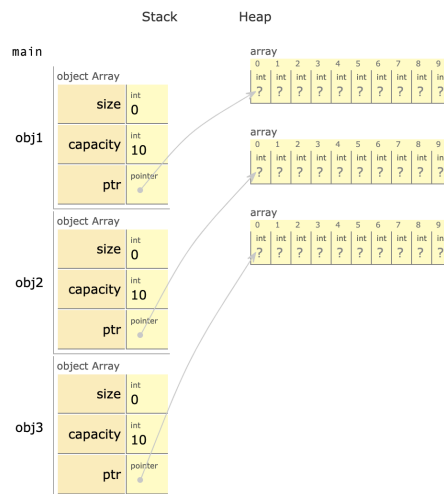 Stack Heap
main
array
0 1 2 3 4 5 6 7 8 9
int int int int int int int int int in
? ? ? ? ? ? ? ? ? ?
object Array
size int 0
capacity int 10
ptr pointer
obj1
array
0 1 2 3 4 5 6 7 8 9
int int int int int int int int int in
? ? ? ? ? ? ? ? ? ?
object Array
size int 0
capacity int 10
ptr pointer
obj2
array
0 1 2 3 4 5 6 7 8 9
int int int int int int int int int in
? ? ? ? ? ? ? ? ? ?
object Array
size int 0
capacity int 10
ptr pointer
obj3